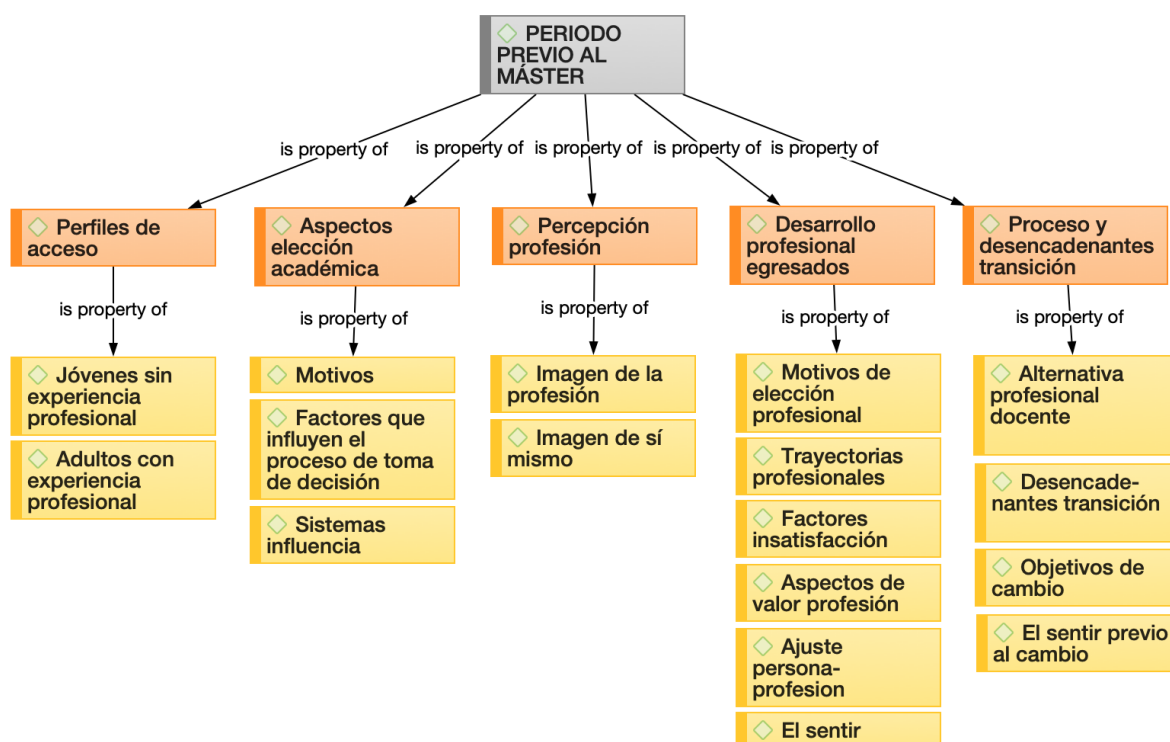 PERIODO
PREVIO AL
MÁSTER
is property of
is property of
is property of
is property of
is property of
Perfiles de
acceso
Aspectos
elección
académica
Percepción
profesión
Desarrollo
profesional
egresados
Proceso y
desencadenantes
transición
is property of
is property of
is property of
is property of
is property of
Jóvenes sin
experiencia
profesional
Adultos con
experiencia
profesional
Motivos
Factores que
influyen el
proceso de toma
de decisión
Sistemas
influencia
Imagen de la
profesión
Imagen de sí
mismo
Motivos de
elección
profesional
Trayectorias
profesionales
Factores
insatisfacción
Aspectos de
valor profesión
Ajuste
persona-
profesion
El sentir
Alternativa
profesional
docente
Desencade-
nantes transición
Objetivos de
cambio
El sentir previo
al cambio